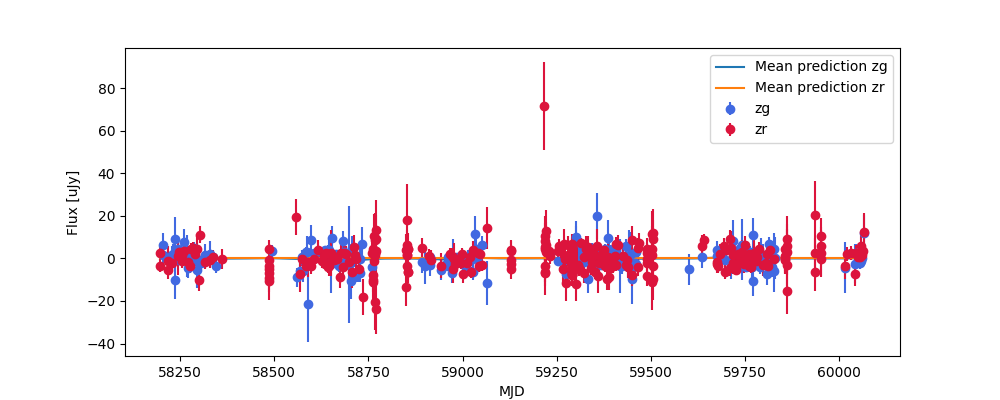 Mean prediction zg
Mean prediction zr
zg
zr
80
60
40
20
0
−20
−40
Flux [uJy]
58250
58500
58750
59000
59250
59500
59750
60000
MJD